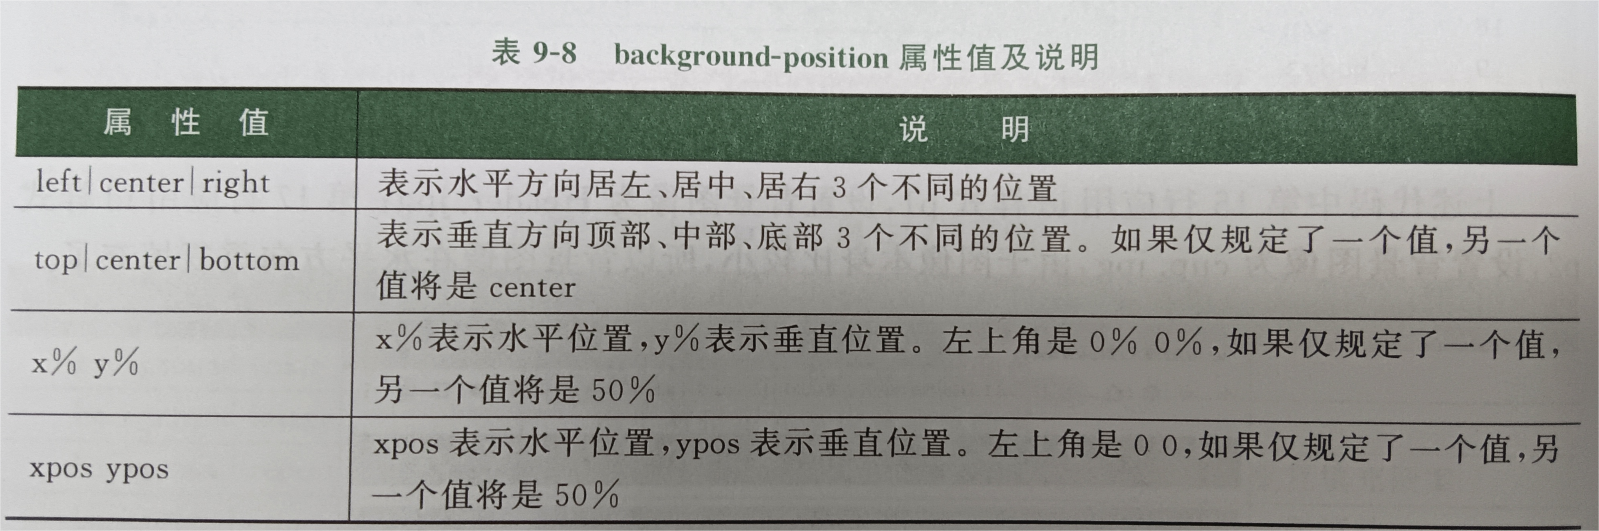 表 9-8 background-position 属性值及说明
属 性 值
说 明
left|center|right
表示水平方向居左、居中、居右 3 个不同的位置
top|center|bottom
表示垂直方向顶部、中部、底部 3 个不同的位置。如果仅规定了一个值,另一个
值将是 center
x% y%
x%表示水平位置,y%表示垂直位置。左上角是 0% 0%,如果仅规定了一个值,
另一个值将是 50%
xpos ypos
xpos 表示水平位置,ypos 表示垂直位置。左上角是 0 0,如果仅规定了一个值,另
一个值将是 50%